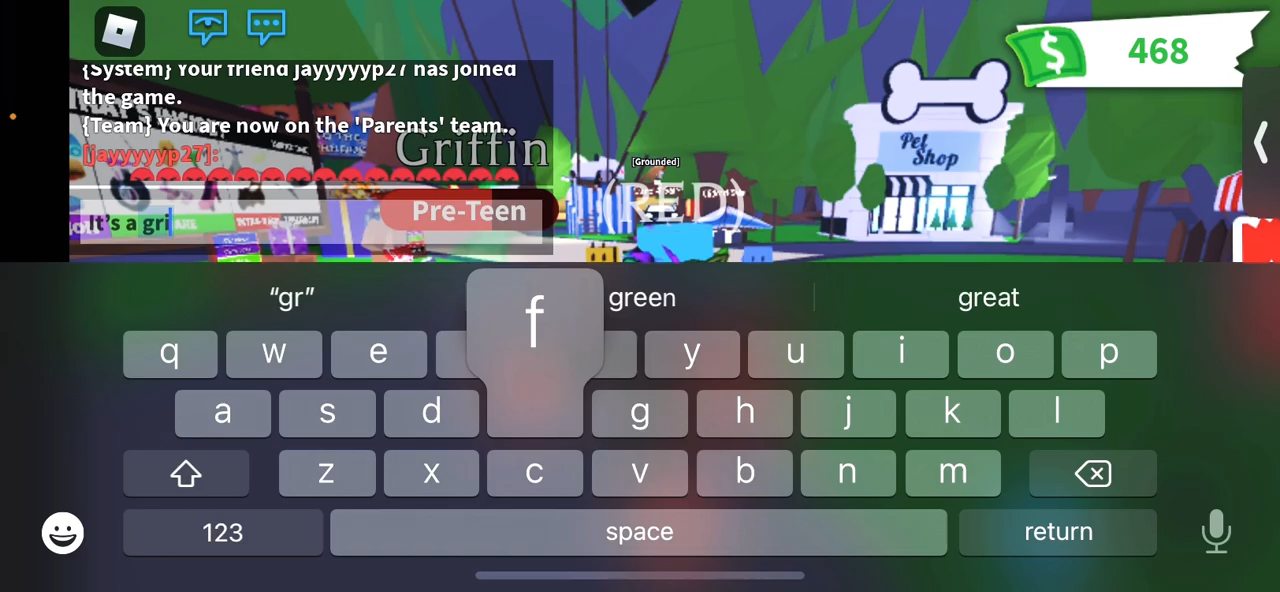 468
{System} Your friend jayyyyyp27 has joined
the game.
{Team} You are now on the 'Parents' team.
[jayyyyyp27]:
Griffin
[Grounded]
(RED)
Pet
Shop
It's a gri
Pre-Teen
“gr” green great
f
q w e y u i o p
a s d g h j k l
z x c v b n m
123 space return